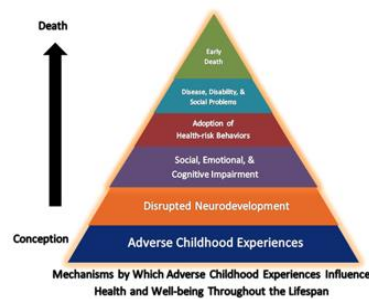 Death
Early
Death
Disease, Disability, &
Social Problems
Adoption of
Health-risk Behaviors
Social, Emotional, &
Cognitive Impairment
Disrupted Neurodevelopment
Conception
Adverse Childhood Experiences
Mechanisms by Which Adverse Childhood Experiences Influence
Health and Well-being Throughout the Lifespan